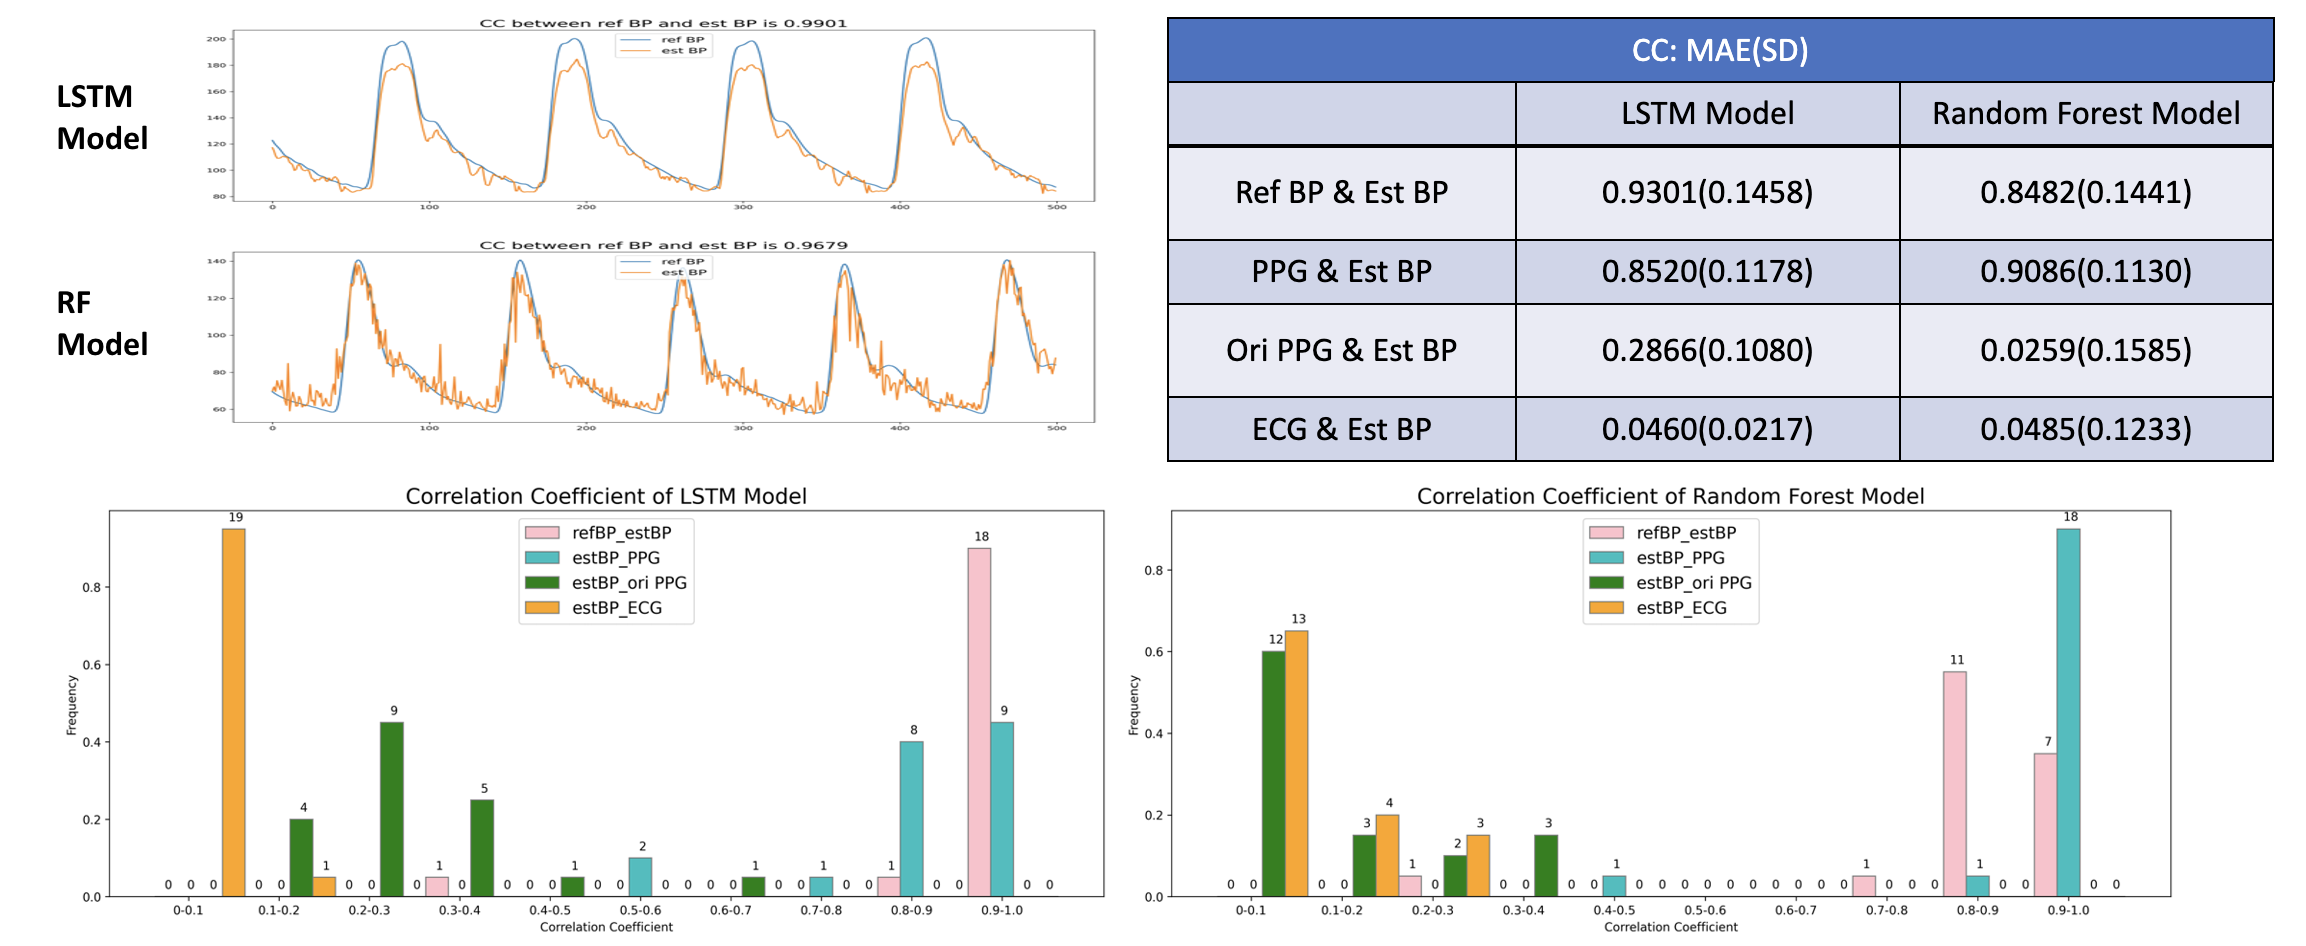 LSTM
Model
CC between ref BP and est BP is 0.9901
ref BP
est BP
200
180
160
140
120
100
80
0 100 200 300 400 500
RF
Model
CC between ref BP and est BP is 0.9679
ref BP
est BP
140
120
100
80
60
0 100 200 300 400 500
CC: MAE(SD)
LSTM Model Random Forest Model
Ref BP & Est BP 0.9301(0.1458) 0.8482(0.1441)
PPG & Est BP 0.8520(0.1178) 0.9086(0.1130)
Ori PPG & Est BP 0.2866(0.1080) 0.0259(0.1585)
ECG & Est BP 0.0460(0.0217) 0.0485(0.1233)
Correlation Coefficient of LSTM Model
refBP_estBP
estBP_PPG
estBP_ori PPG
estBP_ECG
Frequency
0.8
0.6
0.4
0.2
0.0
0 0 0 19 0 0 4 1 0 0 9 0 1 0 5 0 0 0 1 0 0 2 0 0 0 0 1 0 0 1 0 0 1 8 0 0 18 9 0 0
0-0.1 0.1-0.2 0.2-0.3 0.3-0.4 0.4-0.5 0.5-0.6 0.6-0.7 0.7-0.8 0.8-0.9 0.9-1.0
Correlation Coefficient
Correlation Coefficient of Random Forest Model
refBP_estBP
estBP_PPG
estBP_ori PPG
estBP_ECG
Frequency
0.8
0.6
0.4
0.2
0.0
0 0 12 13 0 0 3 4 1 0 2 3 0 0 3 0 0 1 0 0 0 0 0 0 0 0 0 0 1 0 0 0 11 1 0 0 7 18 0 0
0-0.1 0.1-0.2 0.2-0.3 0.3-0.4 0.4-0.5 0.5-0.6 0.6-0.7 0.7-0.8 0.8-0.9 0.9-1.0
Correlation Coefficient